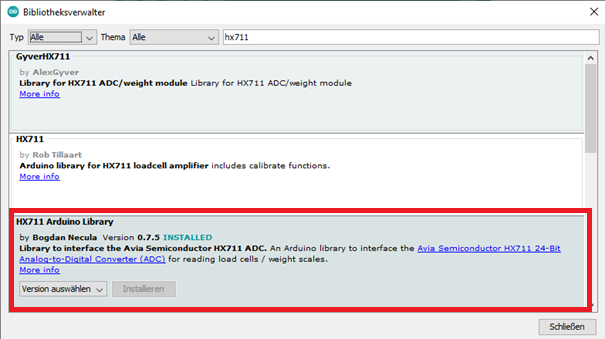 Bibliotheksverwalter
Typ Alle Thema Alle hx711
GyverHX711
by AlexGyver
Library for HX711 ADC/weight module Library for HX711 ADC/weight module
More info
HX711
by Rob Tillaart
Arduino library for HX711 loadcell amplifier includes calibrate functions.
More info
HX711 Arduino Library
by Bogdan Necula Version 0.7.5 INSTALLED
Library to interface the Avia Semiconductor HX711 ADC. An Arduino library to interface the Avia Semiconductor HX711 24-Bit
Analog-to-Digital Converter (ADC) for reading load cells / weight scales.
More info
Version auswählen Installieren
Schließen